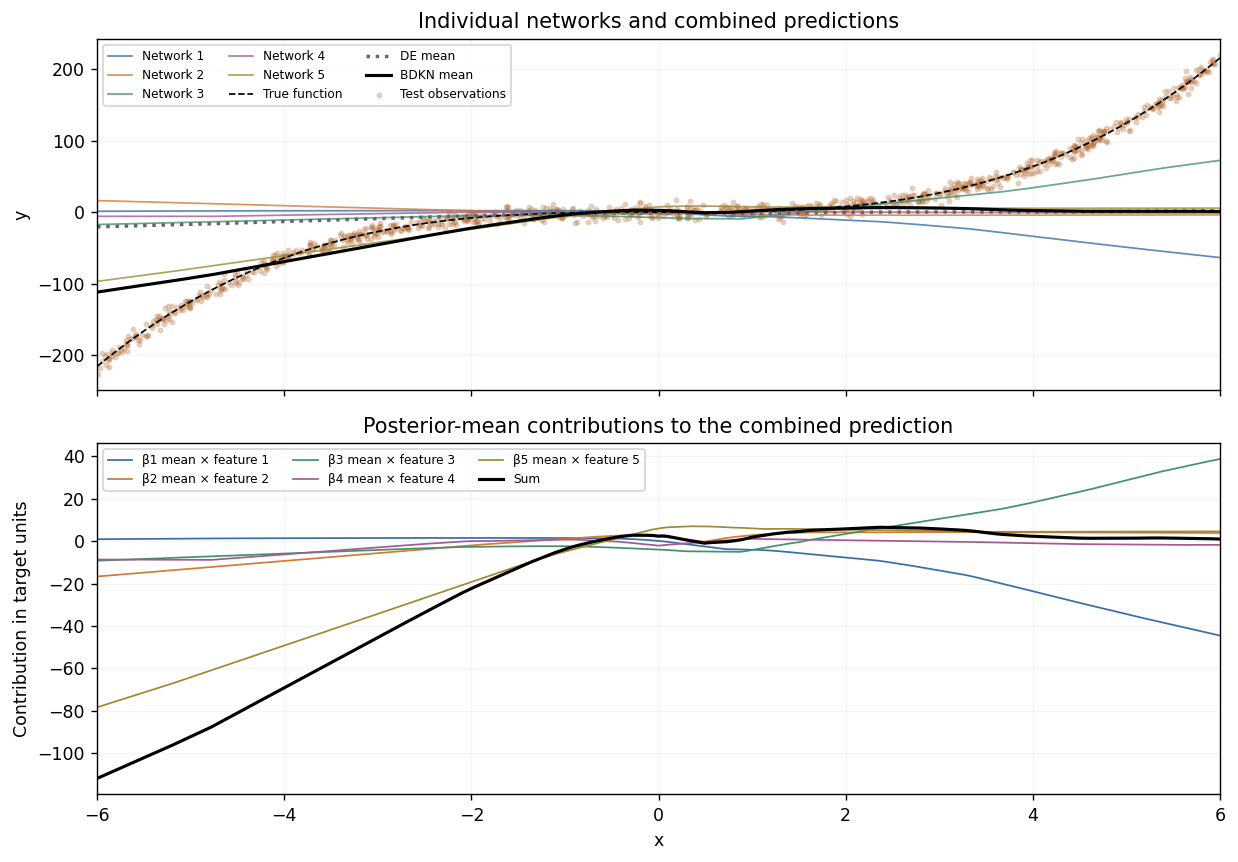 Individual networks and combined predictions
Network 1 Network 4 DE mean
Network 2 Network 5 BDKN mean
Network 3 True function Test observations
200
100
0
−100
−200
y
Posterior-mean contributions to the combined prediction
β1 mean × feature 1 β3 mean × feature 3 β5 mean × feature 5
β2 mean × feature 2 β4 mean × feature 4 Sum
40
20
0
−20
−40
−60
−80
−100
Contribution in target units
−6 −4 −2 0 2 4 6
x